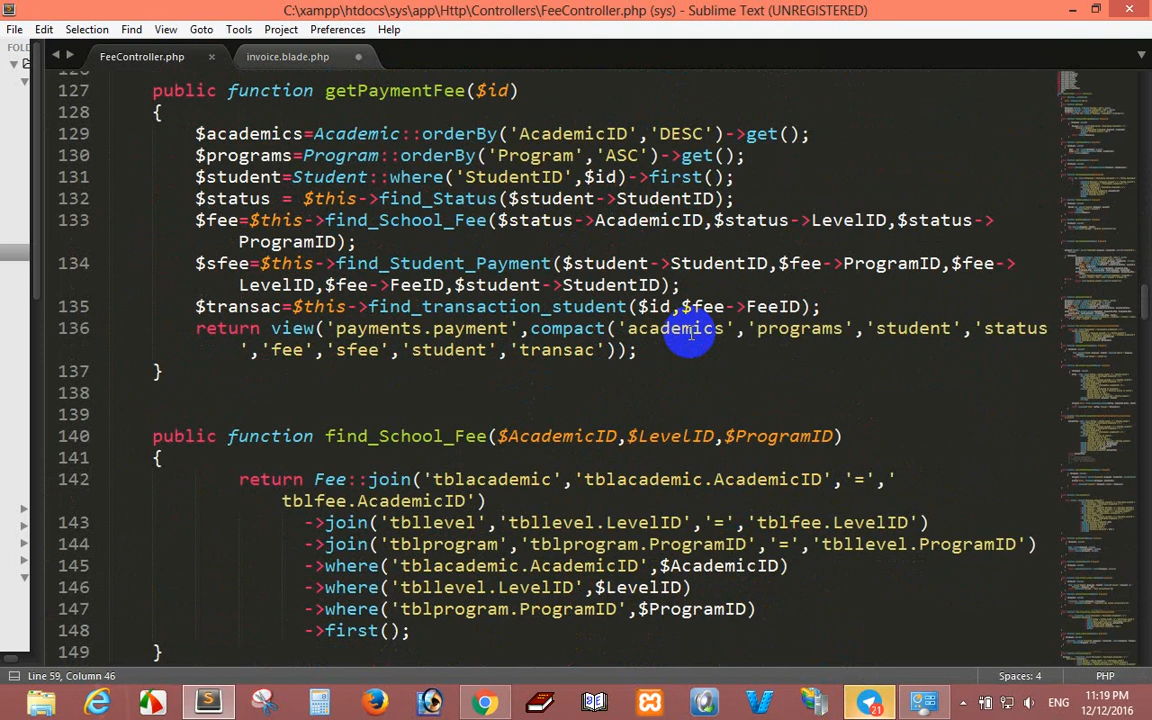 C:\xampp\htdocs\sys\app\Http\Controllers\FeeController.php (sys) - Sublime Text (UNREGISTERED)
File Edit Selection Find View Goto Tools Project Preferences Help
FOL
FeeController.php × invoice.blade.php
127 public function getPaymentFee($id)
128 {
129 $academics=Academic::orderBy('AcademicID','DESC')->get();
130 $programs=Program::orderBy('Program','ASC')->get();
131 $student=Student::where('StudentID',$id)->first();
132 $status = $this->find_Status($student->StudentID);
133 $fee=$this->find_School_Fee($status->AcademicID,$status->LevelID,$status->
ProgramID);
134 $sfee=$this->find_Student_Payment($student->StudentID,$fee->ProgramID,$fee->
LevelID,$fee->FeeID,$student->StudentID);
135 $transac=$this->find_transaction_student($id,$fee->FeeID);
136 return view('payments.payment',compact('academics','programs','student','status
','fee','sfee','student','transac'));
137 }
138
139
140 public function find_School_Fee($AcademicID,$LevelID,$ProgramID)
141 {
142 return Fee::join('tblacademic','tblacademic.AcademicID','=','
tblfee.AcademicID')
143 ->join('tbllevel','tbllevel.LevelID','=','tblfee.LevelID')
144 ->join('tblprogram','tblprogram.ProgramID','=','tbllevel.ProgramID')
145 ->where('tblacademic.AcademicID',$AcademicID)
146 ->where('tbllevel.LevelID',$LevelID)
147 ->where('tblprogram.ProgramID',$ProgramID)
148 ->first();
149 }
Line 59, Column 46 Spaces: 4 PHP
21 ENG 11:19 PM
12/12/2016